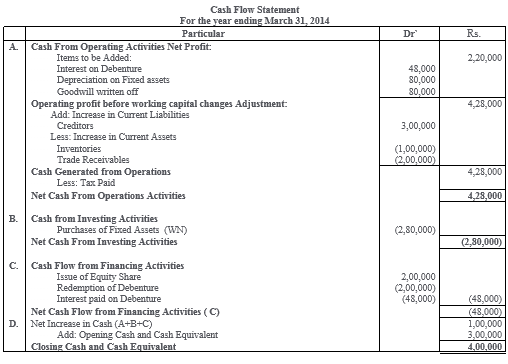 Cash Flow Statement
For the year ending March 31, 2014
Particular Dr` Rs.
A. Cash From Operating Activities Net Profit:
Items to be Added: 2,20,000
Interest on Debenture 48,000
Depreciation on Fixed assets 80,000
Goodwill written off 80,000
Operating profit before working capital changes Adjustment: 4,28,000
Add: Increase in Current Liabilities
Creditors 3,00,000
Less: Increase in Current Assets
Inventories (1,00,000)
Trade Receivables (2,00,000)
Cash Generated from Operations 4,28,000
Less: Tax Paid
Net Cash From Operations Activities 4,28,000
B. Cash from Investing Activities
Purchases of Fixed Assets (WN) (2,80,000)
Net Cash From Investing Activities (2,80,000)
C. Cash Flow from Financing Activities
Issue of Equity Share 2,00,000
Redemption of Debenture (2,00,000)
Interest paid on Debenture (48,000) (48,000)
Net Cash Flow from Financing Activities ( C) (48,000)
D. Net Increase in Cash (A+B+C) 1,00,000
Add: Opening Cash and Cash Equivalent 3,00,000
Closing Cash and Cash Equivalent 4,00,000